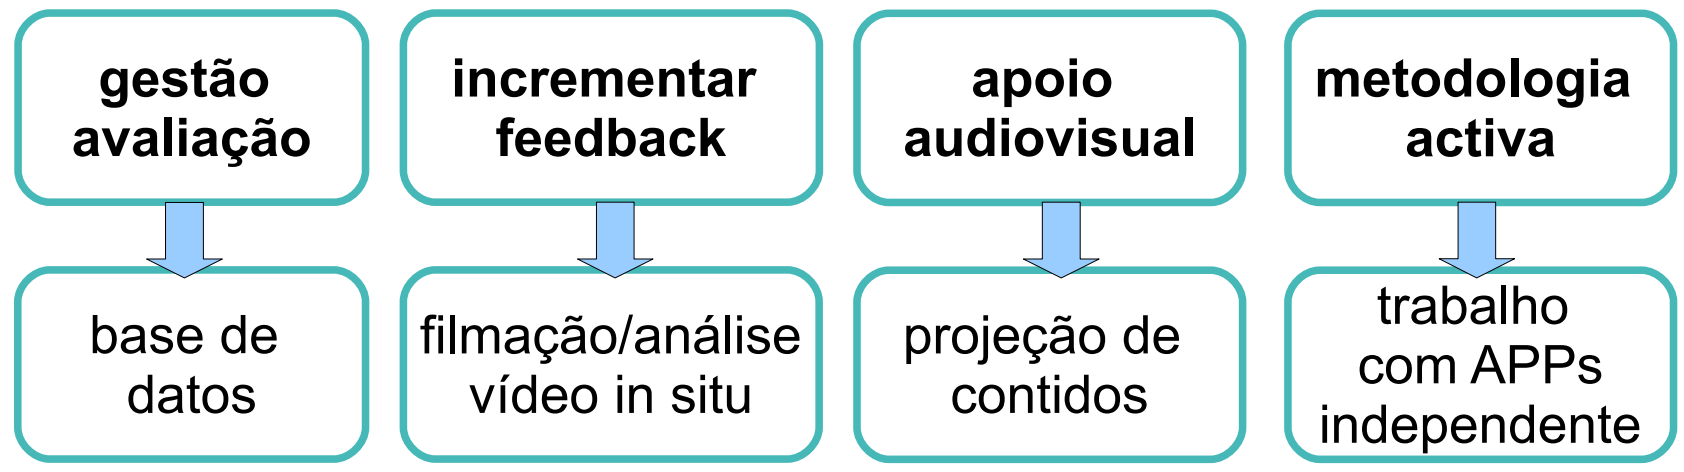 gestão
avaliação
incrementar
feedback
apoio
audiovisual
metodologia
activa
base de
datos
filmação/análise
vídeo in situ
projeção de
contidos
trabalho
com APPs
independente